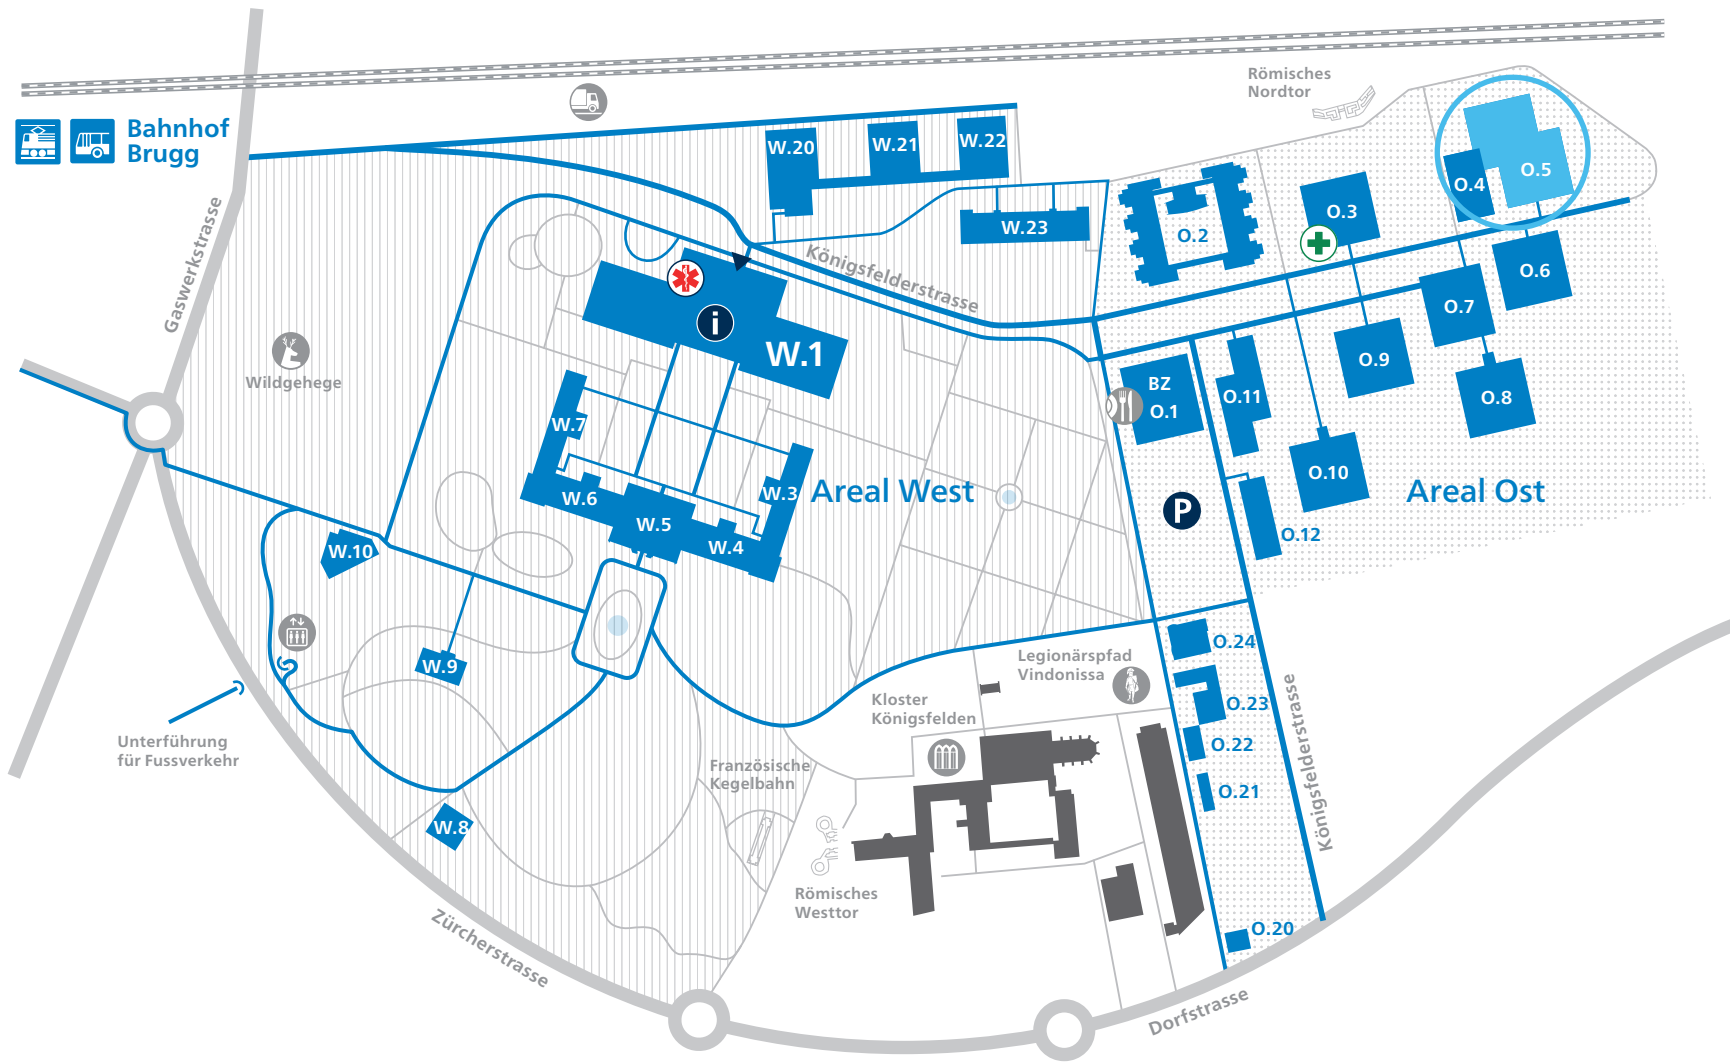 Bahnhof
Brugg
Gaswerkstrasse
Wildgehege
Römisches
Nordtor
W.20
W.21
W.22
W.23
Königsfelderstrasse
i
W.1
W.7
W.6
W.5
W.4
W.3
Areal West
W.10
W.9
W.8
Unterführung
für Fussverkehr
Zürcherstrasse
Französische
Kegelbahn
Römisches
Westtor
Kloster
Königsfelden
Legionärspfad
Vindonissa
O.2
O.3
O.4
O.5
O.6
O.7
O.8
O.9
O.10
BZ
O.1
O.11
P
O.12
Areal Ost
O.24
O.23
O.22
O.21
O.20
Königsfelderstrasse
Dorfstrasse